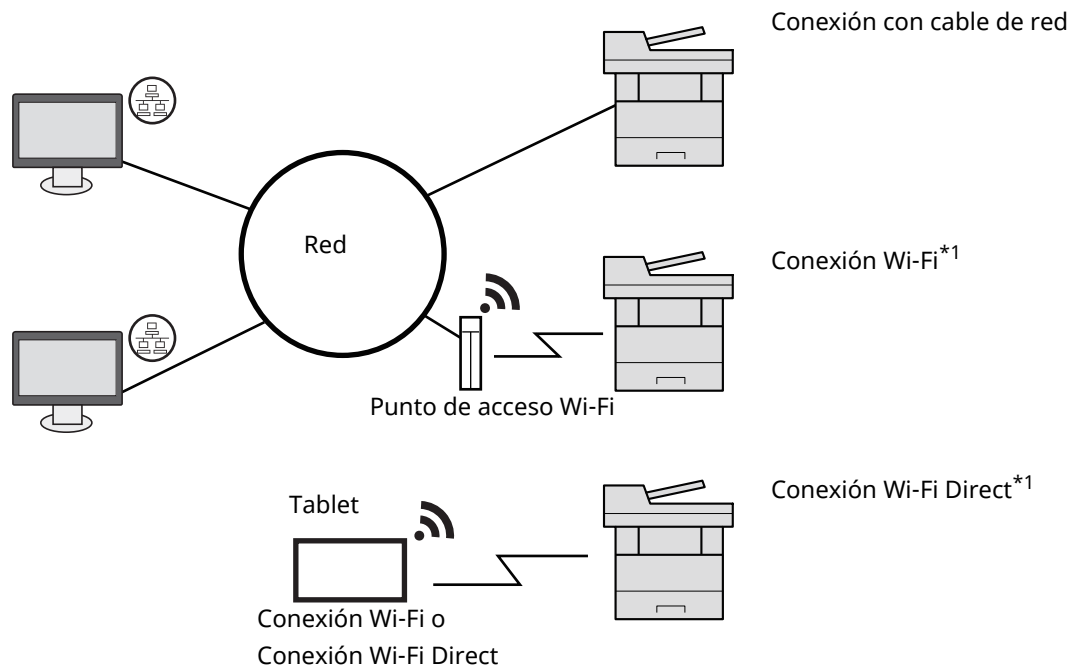 Conexión con cable de red
Red
Conexión Wi-Fi*1
Punto de acceso Wi-Fi
Conexión Wi-Fi Direct*1
Tablet
Conexión Wi-Fi o
Conexión Wi-Fi Direct